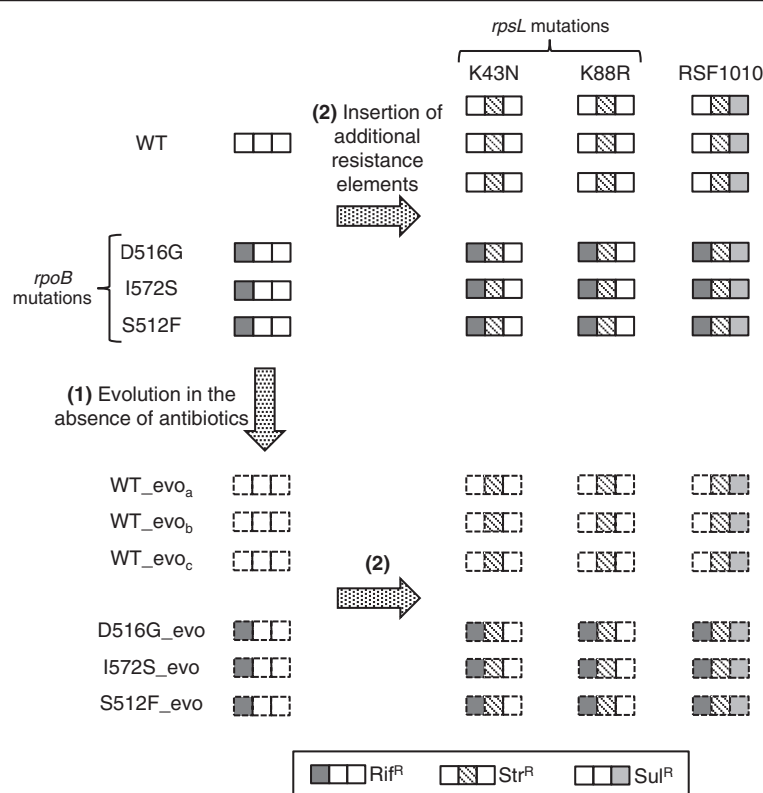 rpsL mutations
K43N K88R RSF1010
(2) Insertion of
additional
resistance
elements
WT
D516G
I572S
S512F
rpoB
mutations
(1) Evolution in the
absence of antibiotics
WT_evoa
WT_evob
WT_evoc
(2)
D516G_evo
I572S_evo
S512F_evo
RifR StrR SulR